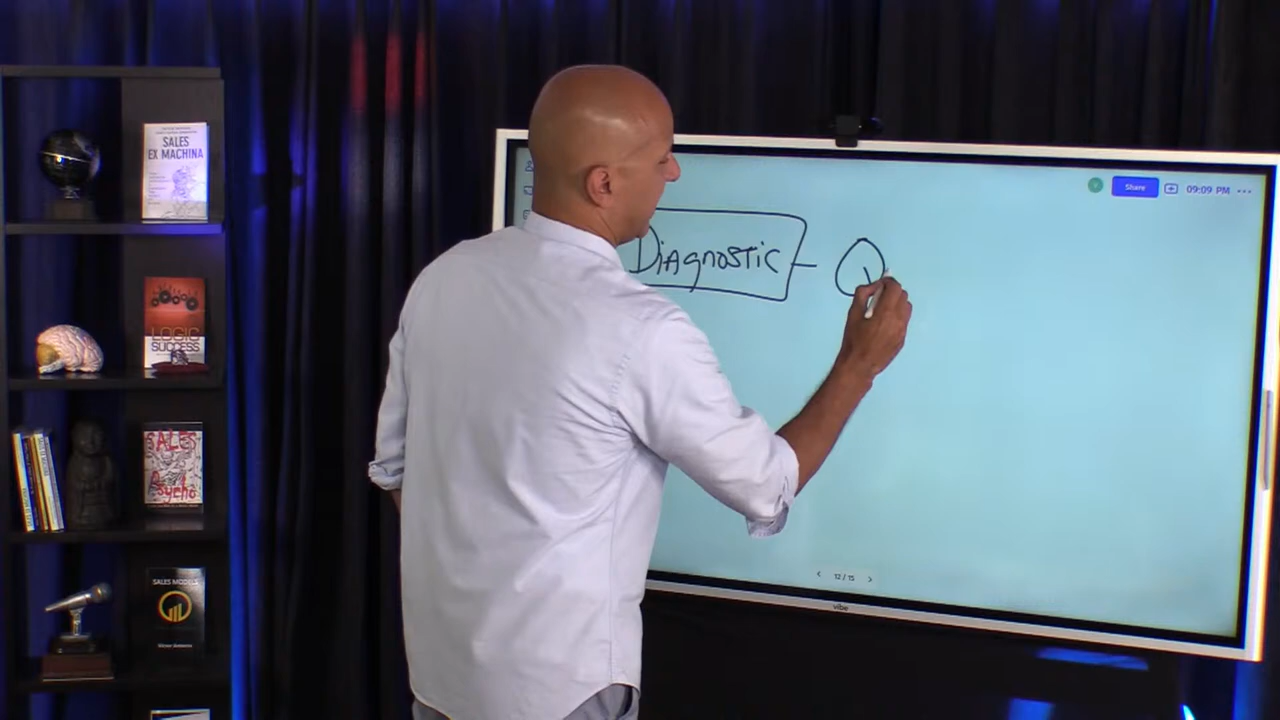 SALES
EX MACHINA
LOGIC
SUCCESS
SALES
Psycho
SALES MODELS
Share
09:09 PM
Diagnostic - Q
12 / 15
vibe